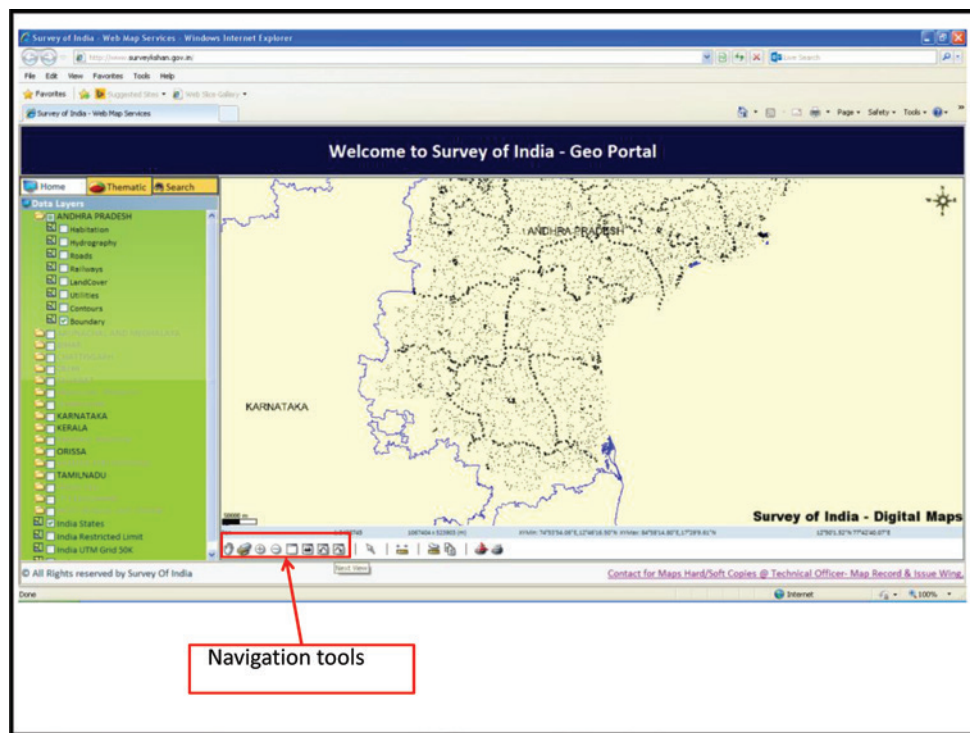 Survey of India - Web Map Services - Windows Internet Explorer
surveykshan.gov.in
Live Search
File Edit View Favorites Tools Help
Favorites Suggested Sites Web Slice Gallery
Survey of India - Web Map Services
Page Safety Tools
Welcome to Survey of India - Geo Portal
Home Thematic Search
Data Layers
ANDHRA PRADESH
Habitation
Hydrography
Roads
Railways
LandCover
Utilities
Contours
Boundary
KARNATAKA
KERALA
ORISSA
TAMILNADU
India States
India Restricted Limit
India UTM Grid 50K
ANDHRA PRADESH
KARNATAKA
Survey of India - Digital Maps
Next View
© All Rights reserved by Survey Of India
Contact for Maps Hard/Soft Copies @ Technical Officer- Map Record & Issue Wing,
Done
Internet
100%
Navigation tools